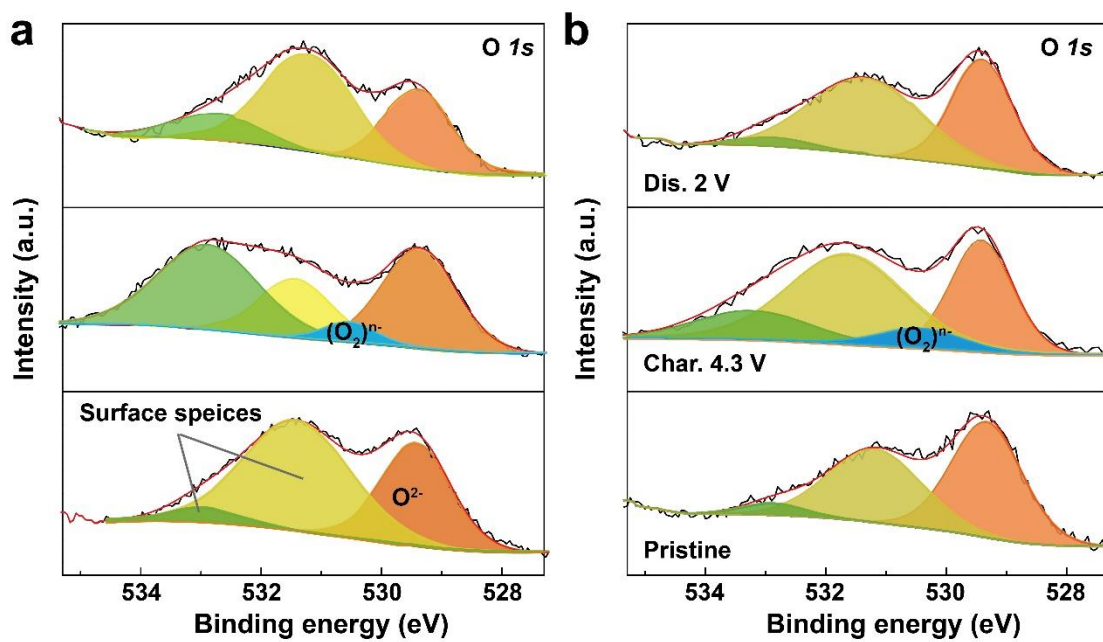 a
O 1s
Intensity (a.u.)
(O₂)ⁿ⁻
Surface speices
O²⁻
534 532 530 528
Binding energy (eV)
b
O 1s
Intensity (a.u.)
Dis. 2 V
(O₂)ⁿ⁻
Char. 4.3 V
Pristine
534 532 530 528
Binding energy (eV)